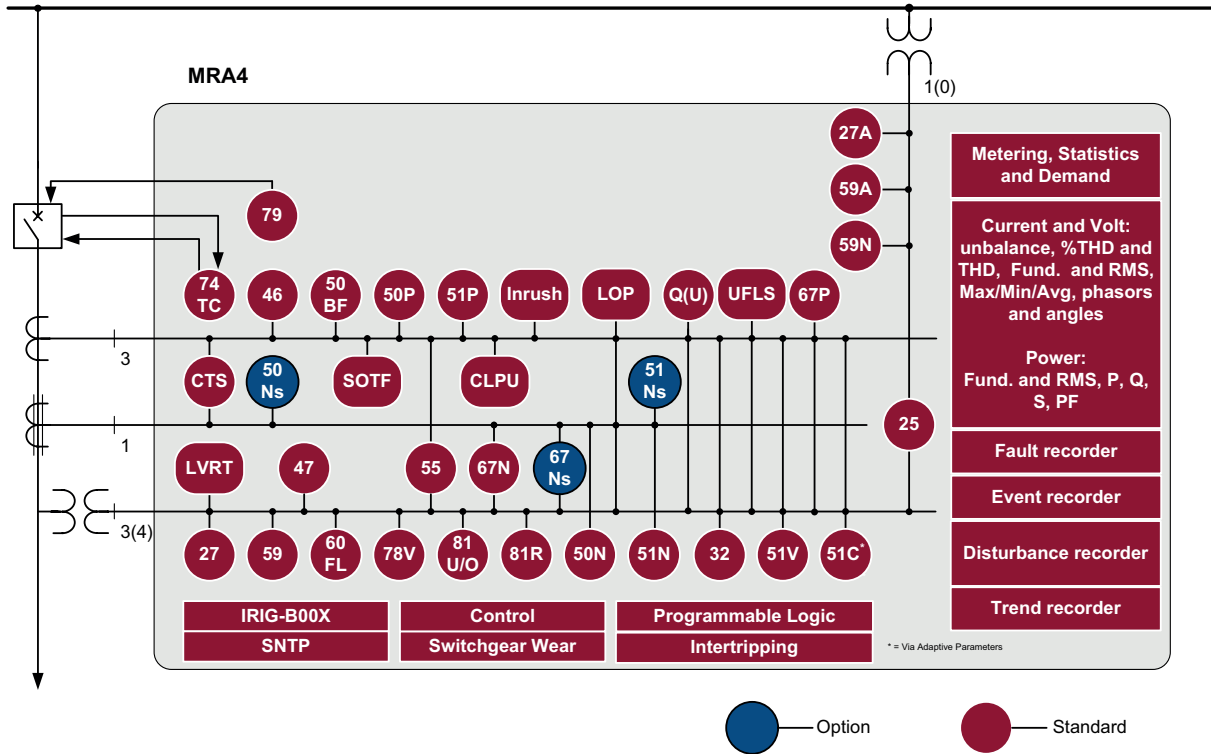 MRA4
1(0)
27A
59A
59N
79
74
TC
46
50
BF
50P
51P
Inrush
LOP
Q(U)
UFLS
67P
3
CTS
50
Ns
SOTF
CLPU
51
Ns
25
1
LVRT
47
55
67N
67
Ns
3(4)
27
59
60
FL
78V
81
U/O
81R
50N
51N
32
51V
51C*
IRIG-B00X
SNTP
Control
Switchgear Wear
Programmable Logic
Intertripping
* = Via Adaptive Parameters
Metering, Statistics
and Demand
Current and Volt:
unbalance, %THD and
THD, Fund. and RMS,
Max/Min/Avg, phasors
and angles
Power:
Fund. and RMS, P, Q,
S, PF
Fault recorder
Event recorder
Disturbance recorder
Trend recorder
Option
Standard